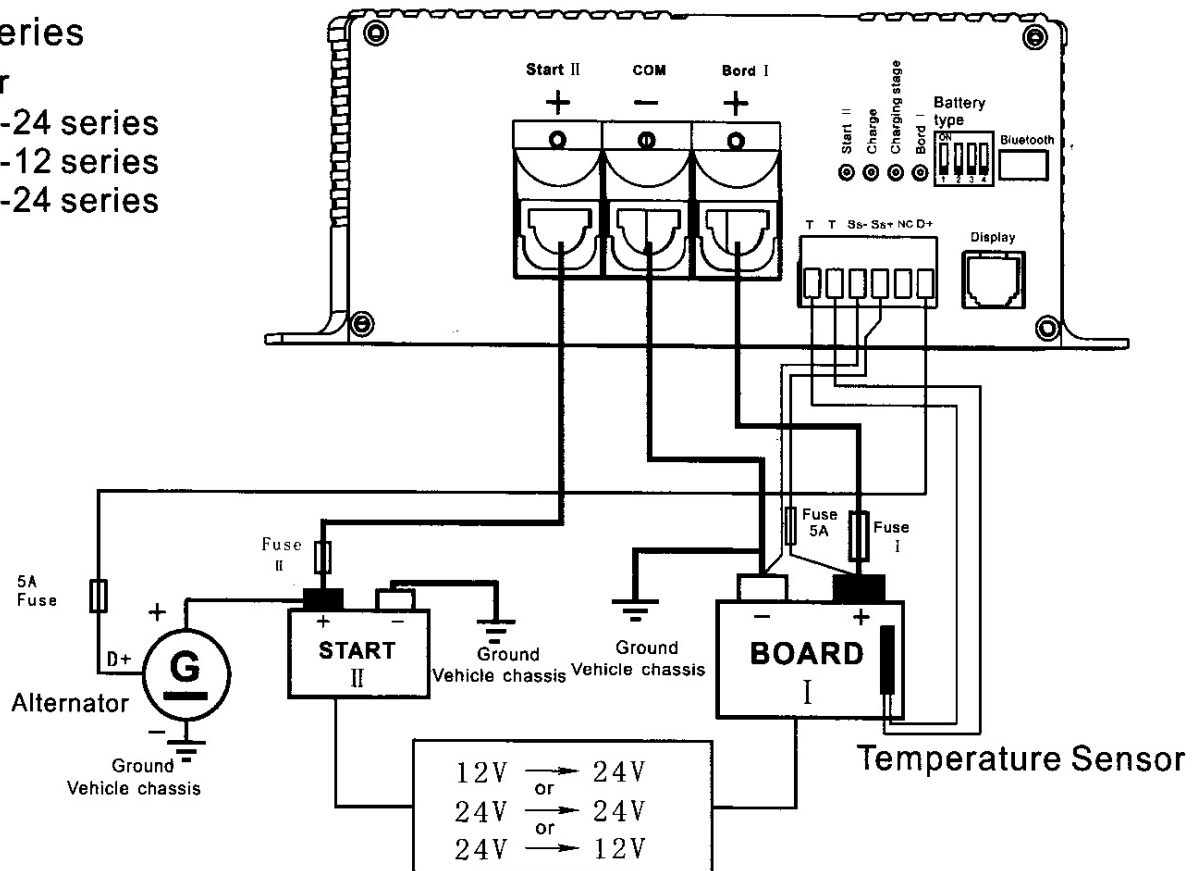 eries
r
-24 series
-12 series
-24 series
Start II
COM
Bord I
+
−
+
Start II
Charge
Charging stage
Bord I
Battery
type
ON
1 2 3 4
Bluetooth
T T Ss- Ss+ NC D+
Display
Fuse
II
Fuse
5A
Fuse
I
5A
Fuse
+
D+
G
Alternator
−
Ground
Vehicle chassis
+ −
START
II
Ground
Vehicle chassis
Ground
Vehicle chassis
− +
BOARD
I
Temperature Sensor
12V → 24V
or
24V → 24V
or
24V → 12V